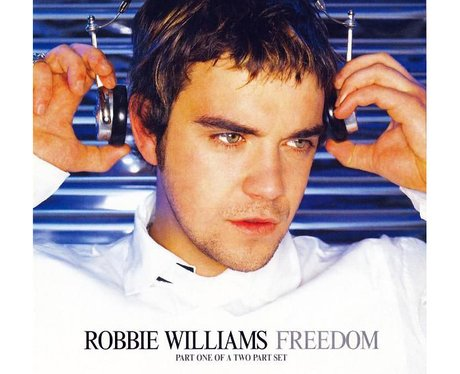 ROBBIE WILLIAMS FREEDOM
PART ONE OF A TWO PART SET